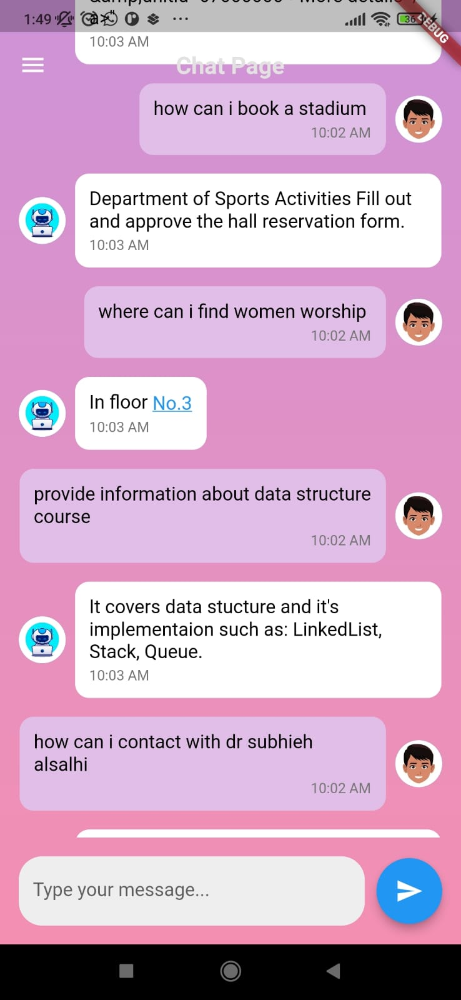 1:49
36
DEBUG
10:03 AM
Chat Page
how can i book a stadium
10:02 AM
Department of Sports Activities Fill out
and approve the hall reservation form.
10:03 AM
where can i find women worship
10:02 AM
In floor No.3
10:03 AM
provide information about data structure
course
10:02 AM
It covers data stucture and it's
implementaion such as: LinkedList,
Stack, Queue.
10:03 AM
how can i contact with dr subhieh
alsalhi
10:02 AM
Type your message...